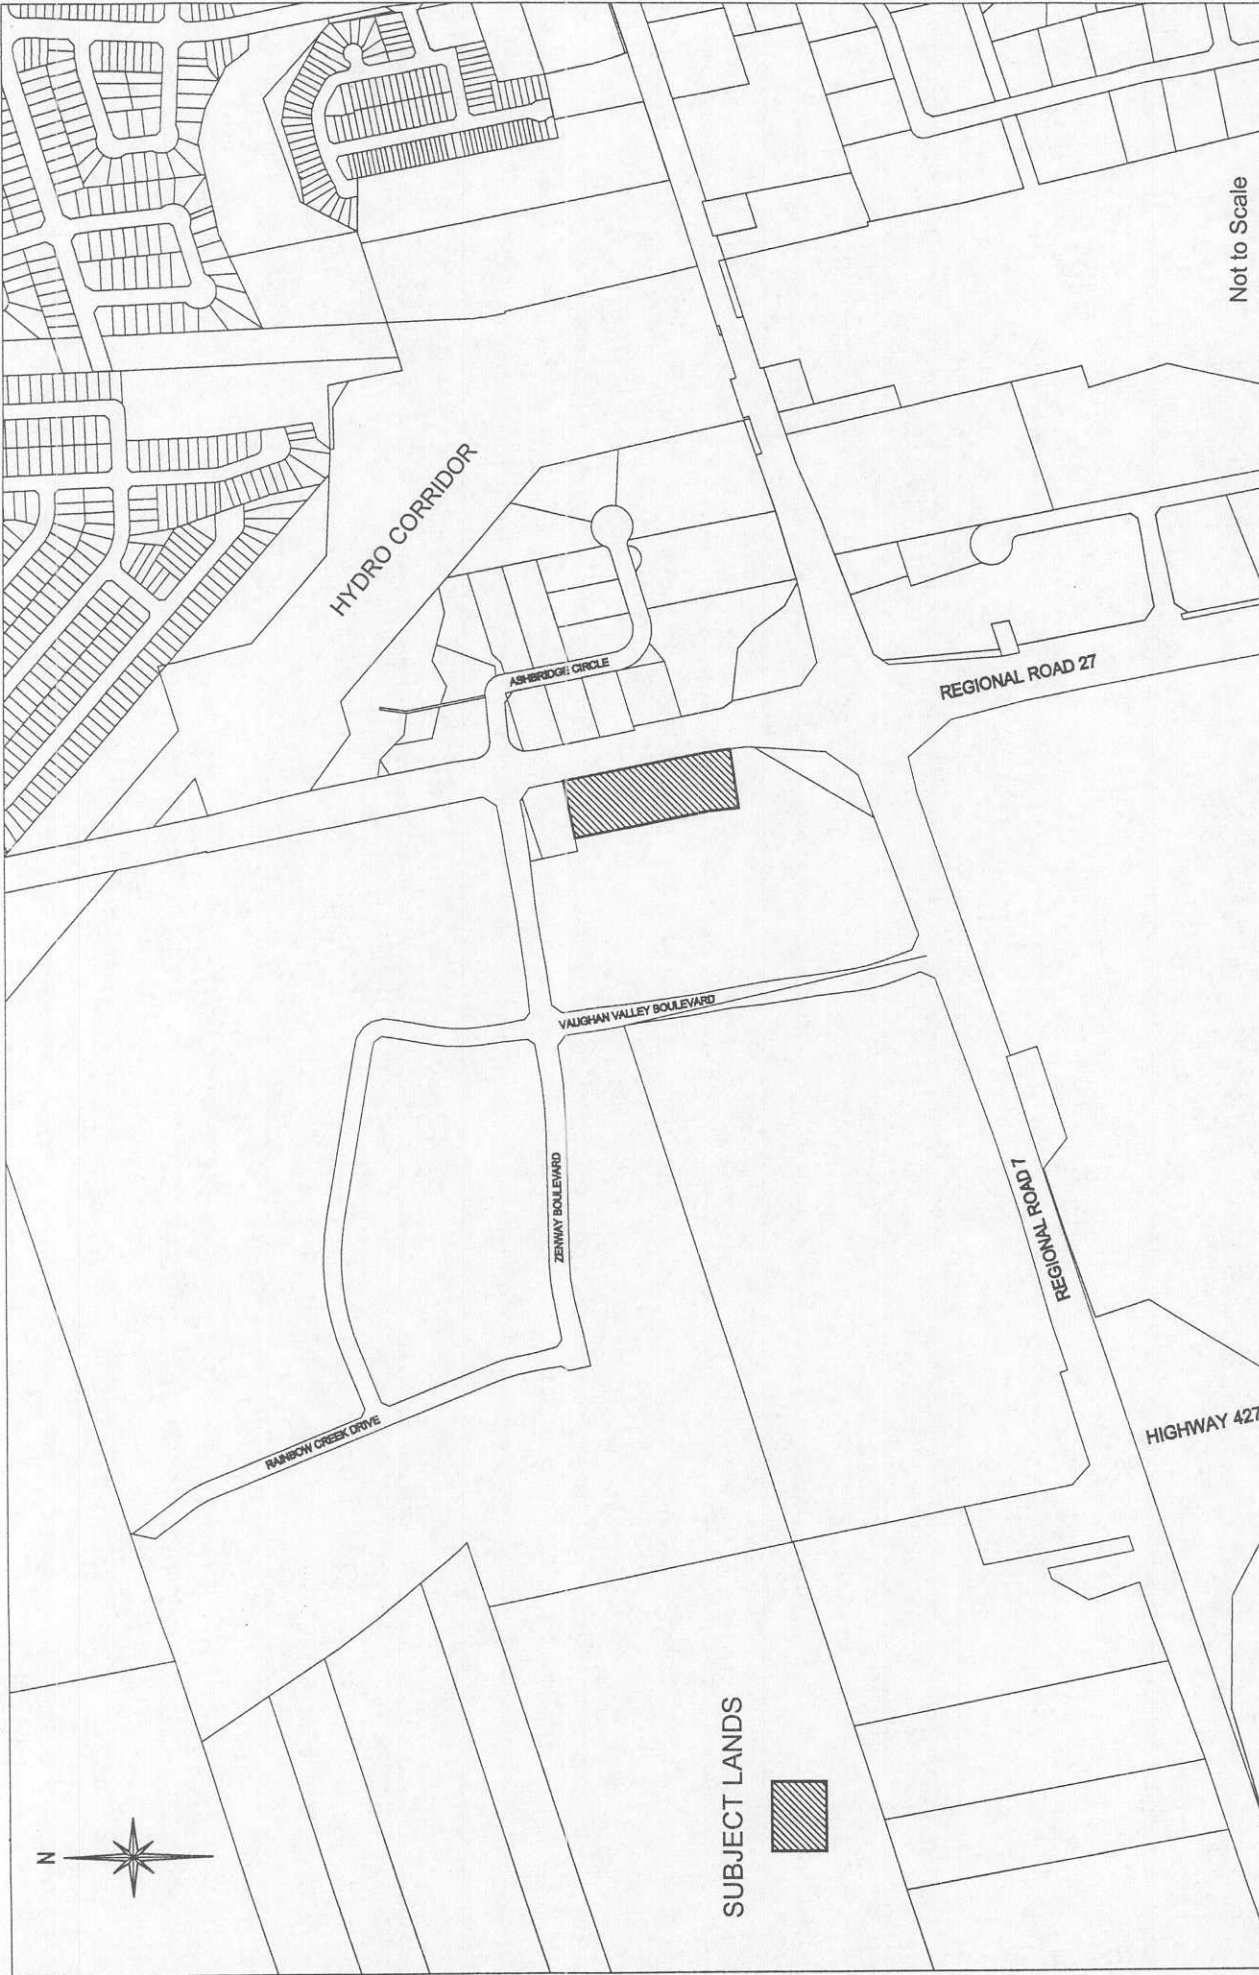 N
HYDRO CORRIDOR
ASHBRIDGE CIRCLE
REGIONAL ROAD 27
VAUGHAN VALLEY BOULEVARD
ZENWAY BOULEVARD
RAINBOW CREEK DRIVE
REGIONAL ROAD 7
HIGHWAY 427
SUBJECT LANDS
Not to Scale